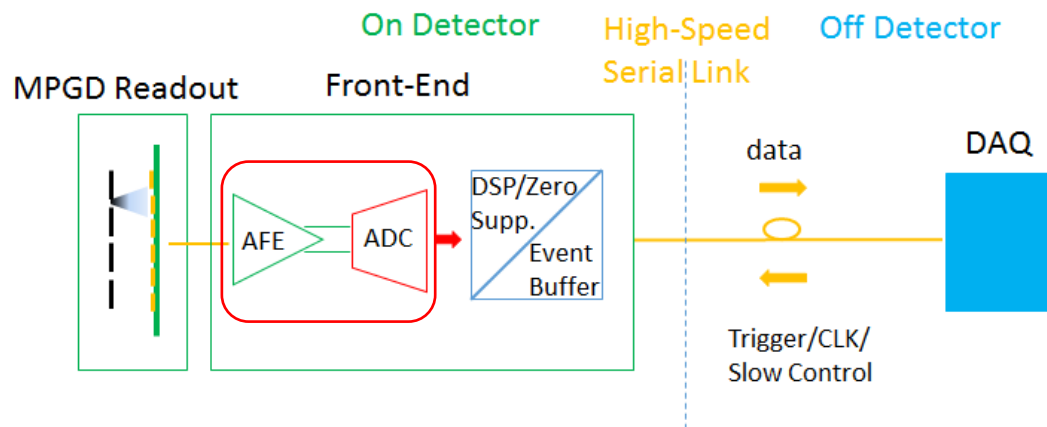 On Detector
High-Speed
Serial Link
Off Detector
MPGD Readout
Front-End
data
DAQ
AFE
ADC
DSP/Zero
Supp.
Event
Buffer
Trigger/CLK/
Slow Control